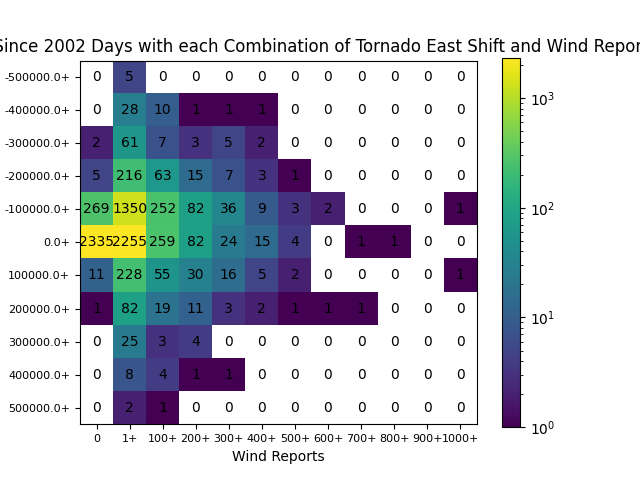 Since 2002 Days with each Combination of Tornado East Shift and Wind Repor
-500000.0+ 0 5 0 0 0 0 0 0 0 0 0 0
-400000.0+ 0 28 10 1 1 1 0 0 0 0 0 0
-300000.0+ 2 61 7 3 5 2 0 0 0 0 0 0
-200000.0+ 5 216 63 15 7 3 1 0 0 0 0 0
-100000.0+ 269 1350 252 82 36 9 3 2 0 0 0 1
0.0+ 2335 2255 259 82 24 15 4 0 1 1 0 0
100000.0+ 11 228 55 30 16 5 2 0 0 0 0 1
200000.0+ 1 82 19 11 3 2 1 1 1 0 0 0
300000.0+ 0 25 3 4 0 0 0 0 0 0 0 0
400000.0+ 0 8 4 1 1 0 0 0 0 0 0 0
500000.0+ 0 2 1 0 0 0 0 0 0 0 0 0
0 1+ 100+ 200+ 300+ 400+ 500+ 600+ 700+ 800+ 900+ 1000+
Wind Reports
10³
10²
10¹
10⁰